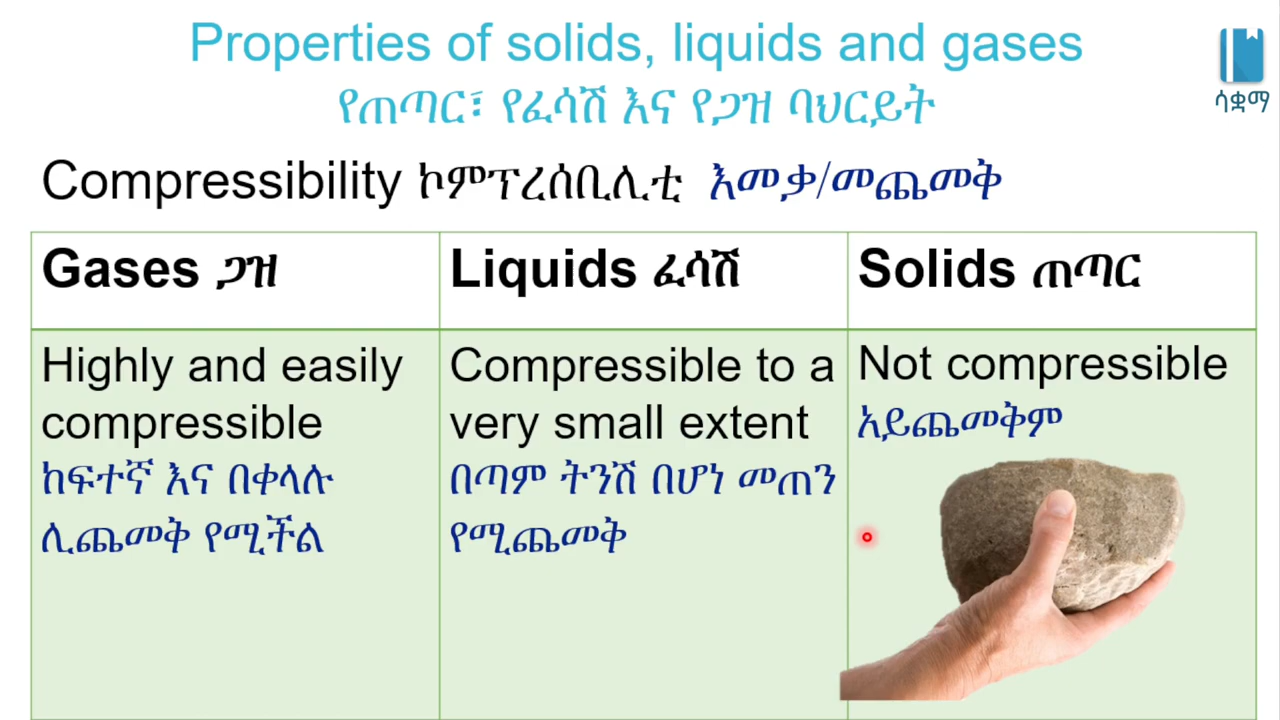 Properties of solids, liquids and gases
የጠጣር፣ የፈሳሽ እና የጋዝ ባህርይት
ሳቋማ
Compressibility ኮምፕረሰቢሊቲ እመቃ/መጨመቅ
Gases ጋዝ
Liquids ፈሳሽ
Solids ጠጣር
Highly and easily
compressible
ከፍተኛ እና በቀላሉ
ሊጨመቅ የሚችል
Compressible to a
very small extent
በጣም ትንሽ በሆነ መጠን
የሚጨመቅ
Not compressible
አይጨመቅም